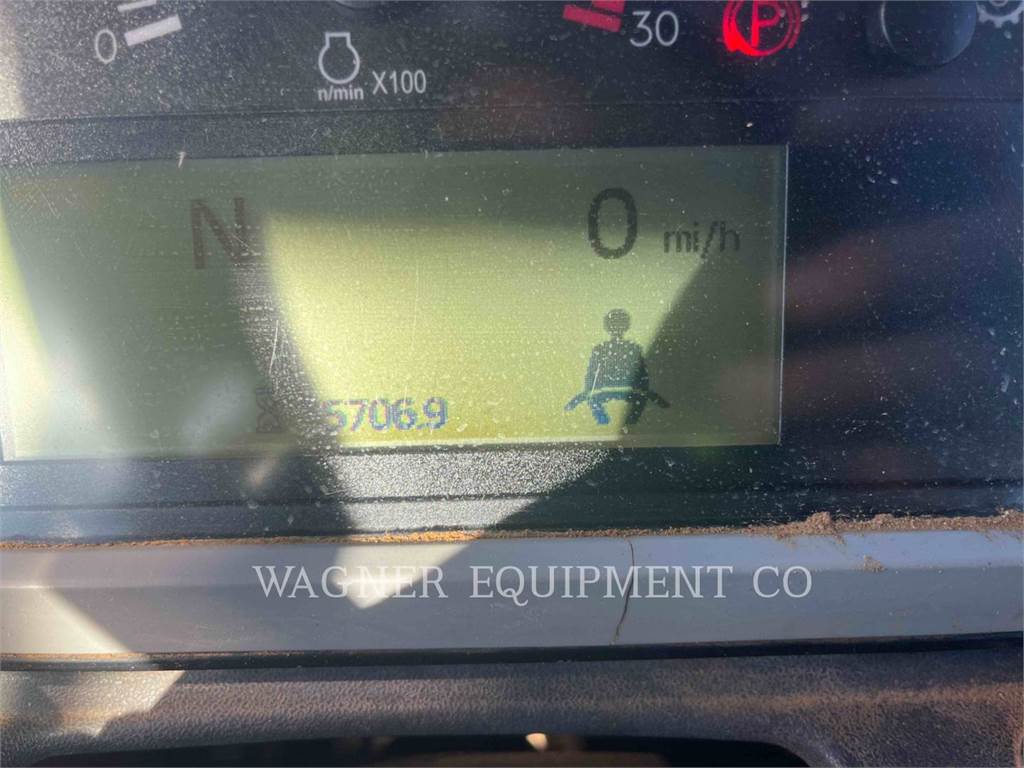 0
30
P
n/min X100
N
0 mi/h
5706.9
WAGNER EQUIPMENT CO